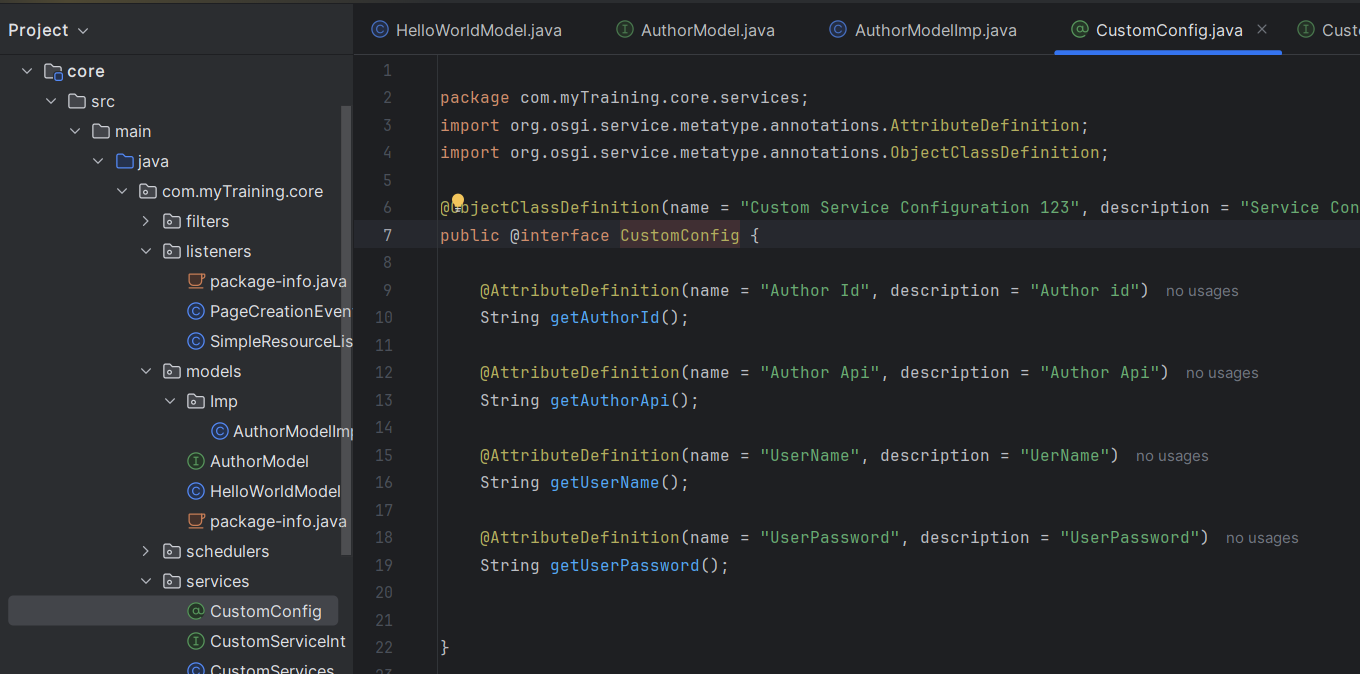 Project
HelloWorldModel.java
AuthorModel.java
AuthorModelImp.java
CustomConfig.java
core
src
main
java
com.myTraining.core
filters
listeners
package-info.java
models
Imp
AuthorModel
HelloWorldModel
package-info.java
schedulers
services
CustomConfig
CustomServiceInt
CustomServices
1
2 package com.myTraining.core.services;
3 import org.osgi.service.metatype.annotations.AttributeDefinition;
4 import org.osgi.service.metatype.annotations.ObjectClassDefinition;
5
6 @ObjectClassDefinition(name = "Custom Service Configuration 123", description = "Service Con
7 public @interface CustomConfig {
8
9 @AttributeDefinition(name = "Author Id", description = "Author id") no usages
10 String getAuthorId();
11
12 @AttributeDefinition(name = "Author Api", description = "Author Api") no usages
13 String getAuthorApi();
14
15 @AttributeDefinition(name = "UserName", description = "UerName") no usages
16 String getUserName();
17
18 @AttributeDefinition(name = "UserPassword", description = "UserPassword") no usages
19 String getUserPassword();
20
21
22 }